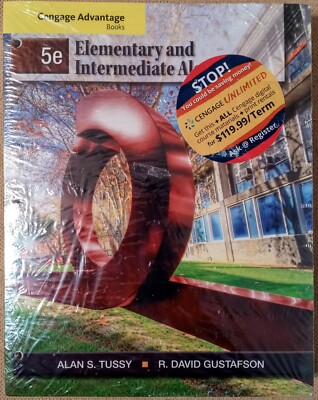 Cengage Advantage
Books
5e
Elementary and
Intermediate Al
STOP!
You could be saving money!
CENGAGE UNLIMITED
Get this + ALL Cengage digital
course materials + print rentals
for $119.99/Term
Ask @ Register.
ALAN S. TUSSY ■ R. DAVID GUSTAFSON